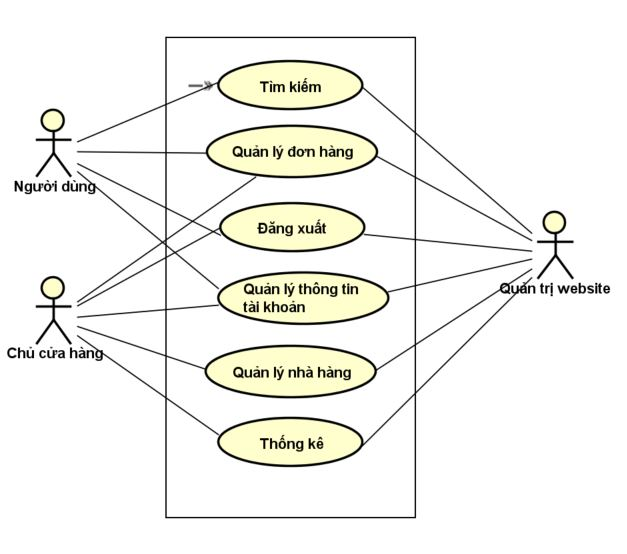 Tìm kiếm
Quản lý đơn hàng
Người dùng
Đăng xuất
Quản trị website
Quản lý thông tin
tài khoản
Chủ cửa hàng
Quản lý nhà hàng
Thống kê